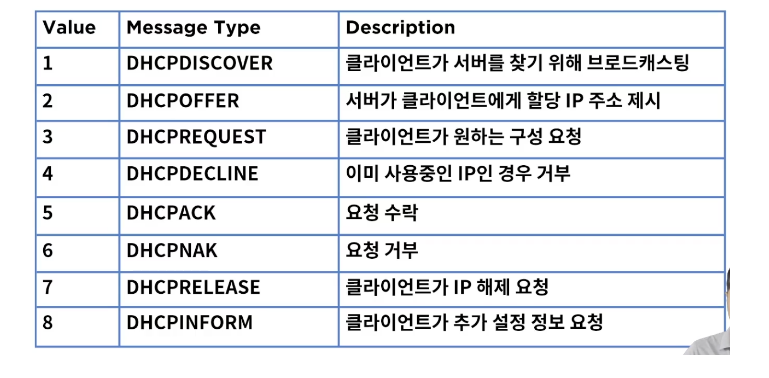 Value Message Type Description
1 DHCPDISCOVER 클라이언트가 서버를 찾기 위해 브로드캐스팅
2 DHCPOFFER 서버가 클라이언트에게 할당 IP 주소 제시
3 DHCPREQUEST 클라이언트가 원하는 구성 요청
4 DHCPDECLINE 이미 사용중인 IP인 경우 거부
5 DHCPACK 요청 수락
6 DHCPNAK 요청 거부
7 DHCPRELEASE 클라이언트가 IP 해제 요청
8 DHCPINFORM 클라이언트가 추가 설정 정보 요청